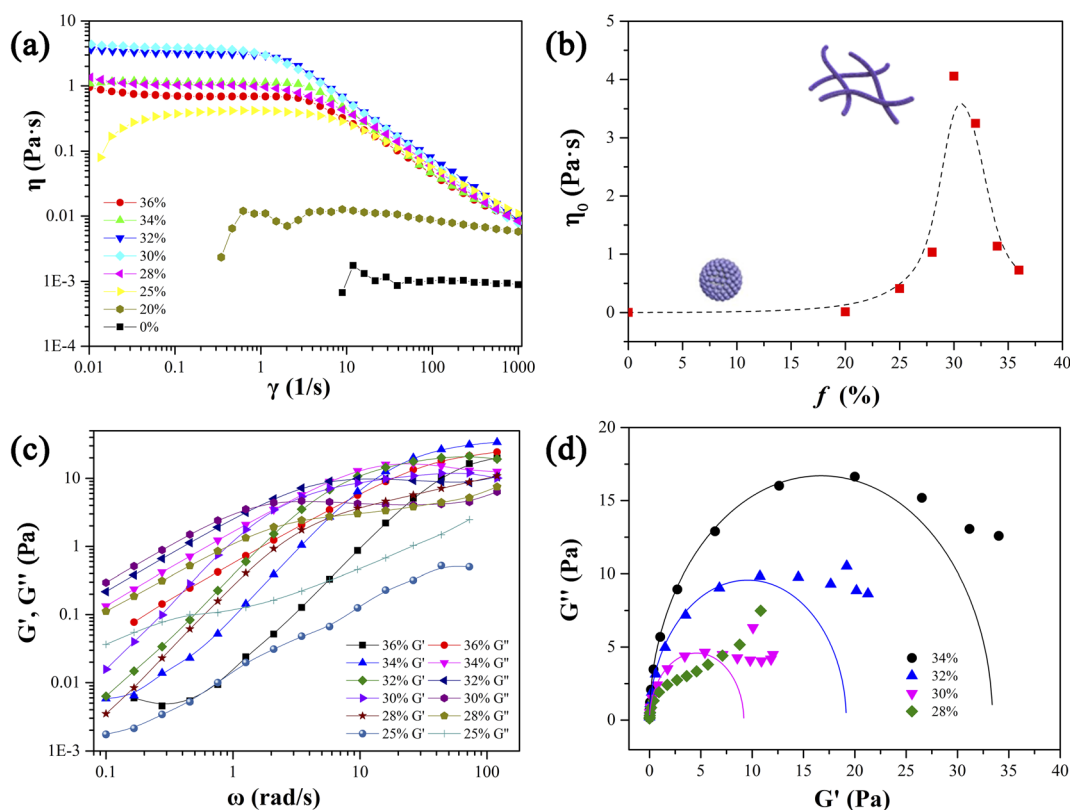 (a)
10
1
0.1
0.01
1E-3
1E-4
η (Pa·s)
36%
34%
32%
30%
28%
25%
20%
0%
0.01
0.1
1
10
100
1000
γ (1/s)
(b)
5
4
3
2
1
0
η0 (Pa·s)
0
5
10
15
20
25
30
35
40
f (%)
(c)
10
1
0.1
0.01
1E-3
G', G'' (Pa)
36% G' 36% G''
34% G' 34% G''
32% G' 32% G''
30% G' 30% G''
28% G' 28% G''
25% G' 25% G''
0.1
1
10
100
ω (rad/s)
(d)
20
15
10
5
0
G'' (Pa)
34%
32%
30%
28%
0
5
10
15
20
25
30
35
40
G' (Pa)